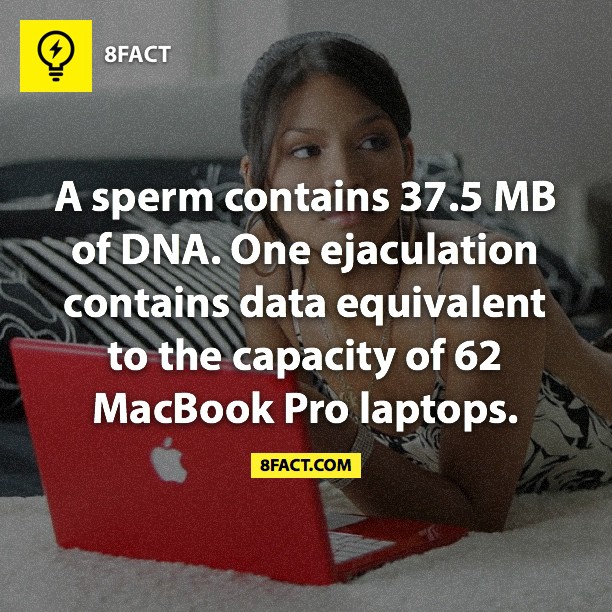 8FACT
A sperm contains 37.5 MB
of DNA. One ejaculation
contains data equivalent
to the capacity of 62
MacBook Pro laptops.
8FACT.COM